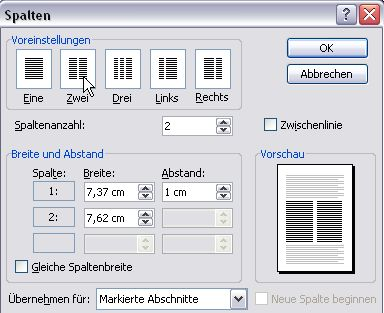 Spalten
Voreinstellungen
OK
Abbrechen
Eine Zwei Drei Links Rechts
Spaltenanzahl: 2
Zwischenlinie
Breite und Abstand
Vorschau
Spalte: Breite: Abstand:
1: 7,37 cm 1 cm
2: 7,62 cm
Gleiche Spaltenbreite
Übernehmen für: Markierte Abschnitte
Neue Spalte beginnen